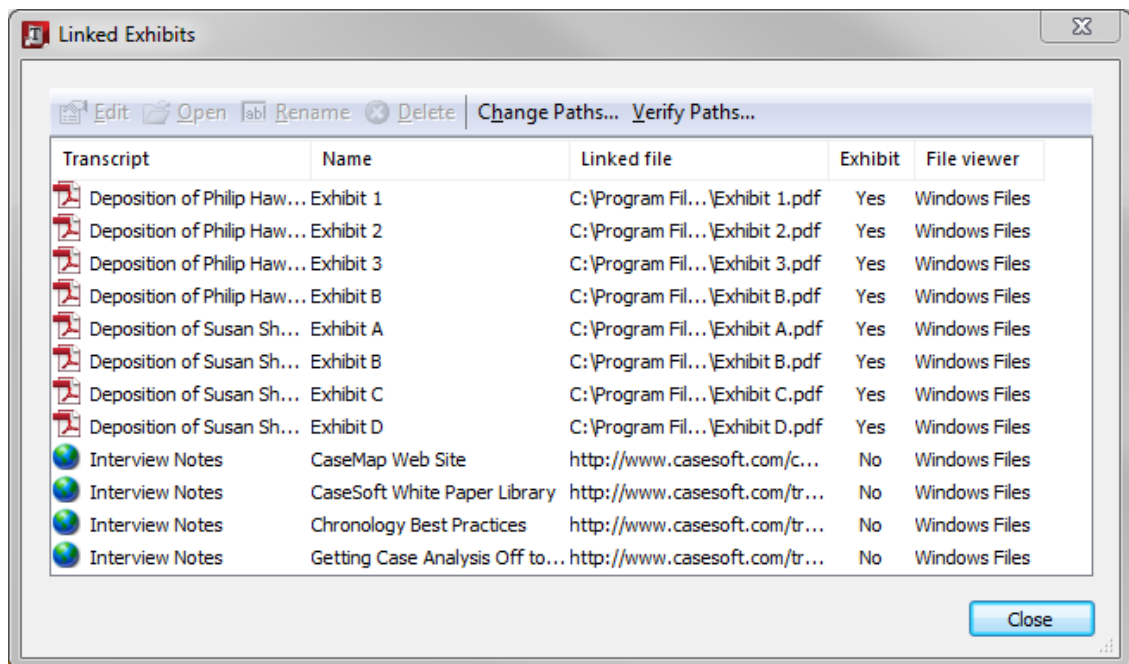 Linked Exhibits
Edit Open Rename Delete Change Paths... Verify Paths...
Transcript Name Linked file Exhibit File viewer
Deposition of Philip Haw... Exhibit 1 C:\Program Fil...\Exhibit 1.pdf Yes Windows Files
Deposition of Philip Haw... Exhibit 2 C:\Program Fil...\Exhibit 2.pdf Yes Windows Files
Deposition of Philip Haw... Exhibit 3 C:\Program Fil...\Exhibit 3.pdf Yes Windows Files
Deposition of Philip Haw... Exhibit B C:\Program Fil...\Exhibit B.pdf Yes Windows Files
Deposition of Susan Sh... Exhibit A C:\Program Fil...\Exhibit A.pdf Yes Windows Files
Deposition of Susan Sh... Exhibit B C:\Program Fil...\Exhibit B.pdf Yes Windows Files
Deposition of Susan Sh... Exhibit C C:\Program Fil...\Exhibit C.pdf Yes Windows Files
Deposition of Susan Sh... Exhibit D C:\Program Fil...\Exhibit D.pdf Yes Windows Files
Interview Notes CaseMap Web Site http://www.casesoft.com/c... No Windows Files
Interview Notes CaseSoft White Paper Library http://www.casesoft.com/tr... No Windows Files
Interview Notes Chronology Best Practices http://www.casesoft.com/tr... No Windows Files
Interview Notes Getting Case Analysis Off to... http://www.casesoft.com/tr... No Windows Files
Close